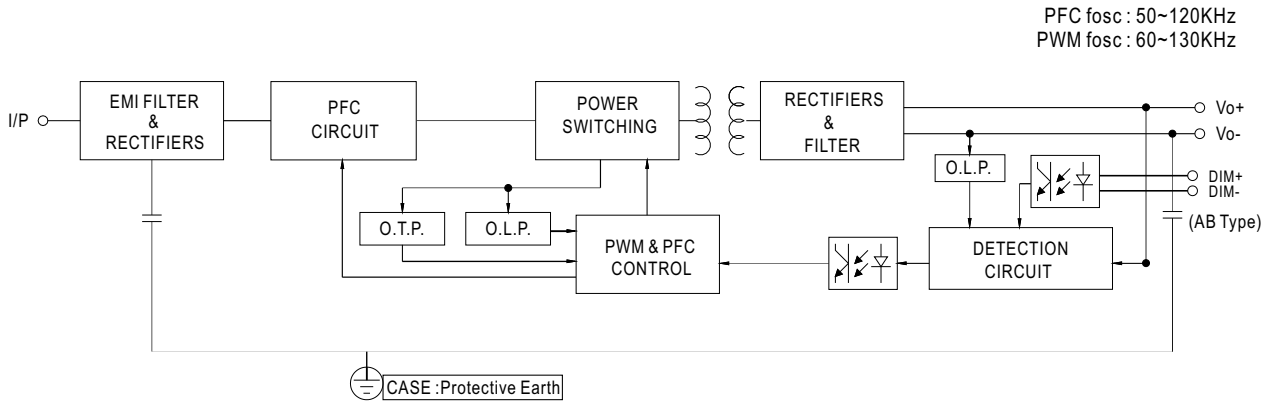 PFC fosc : 50~120KHz
PWM fosc : 60~130KHz
I/P
EMI FILTER
&
RECTIFIERS
PFC
CIRCUIT
POWER
SWITCHING
RECTIFIERS
&
FILTER
Vo+
Vo-
O.L.P.
DIM+
DIM-
(AB Type)
O.T.P.
O.L.P.
PWM & PFC
CONTROL
DETECTION
CIRCUIT
CASE :Protective Earth